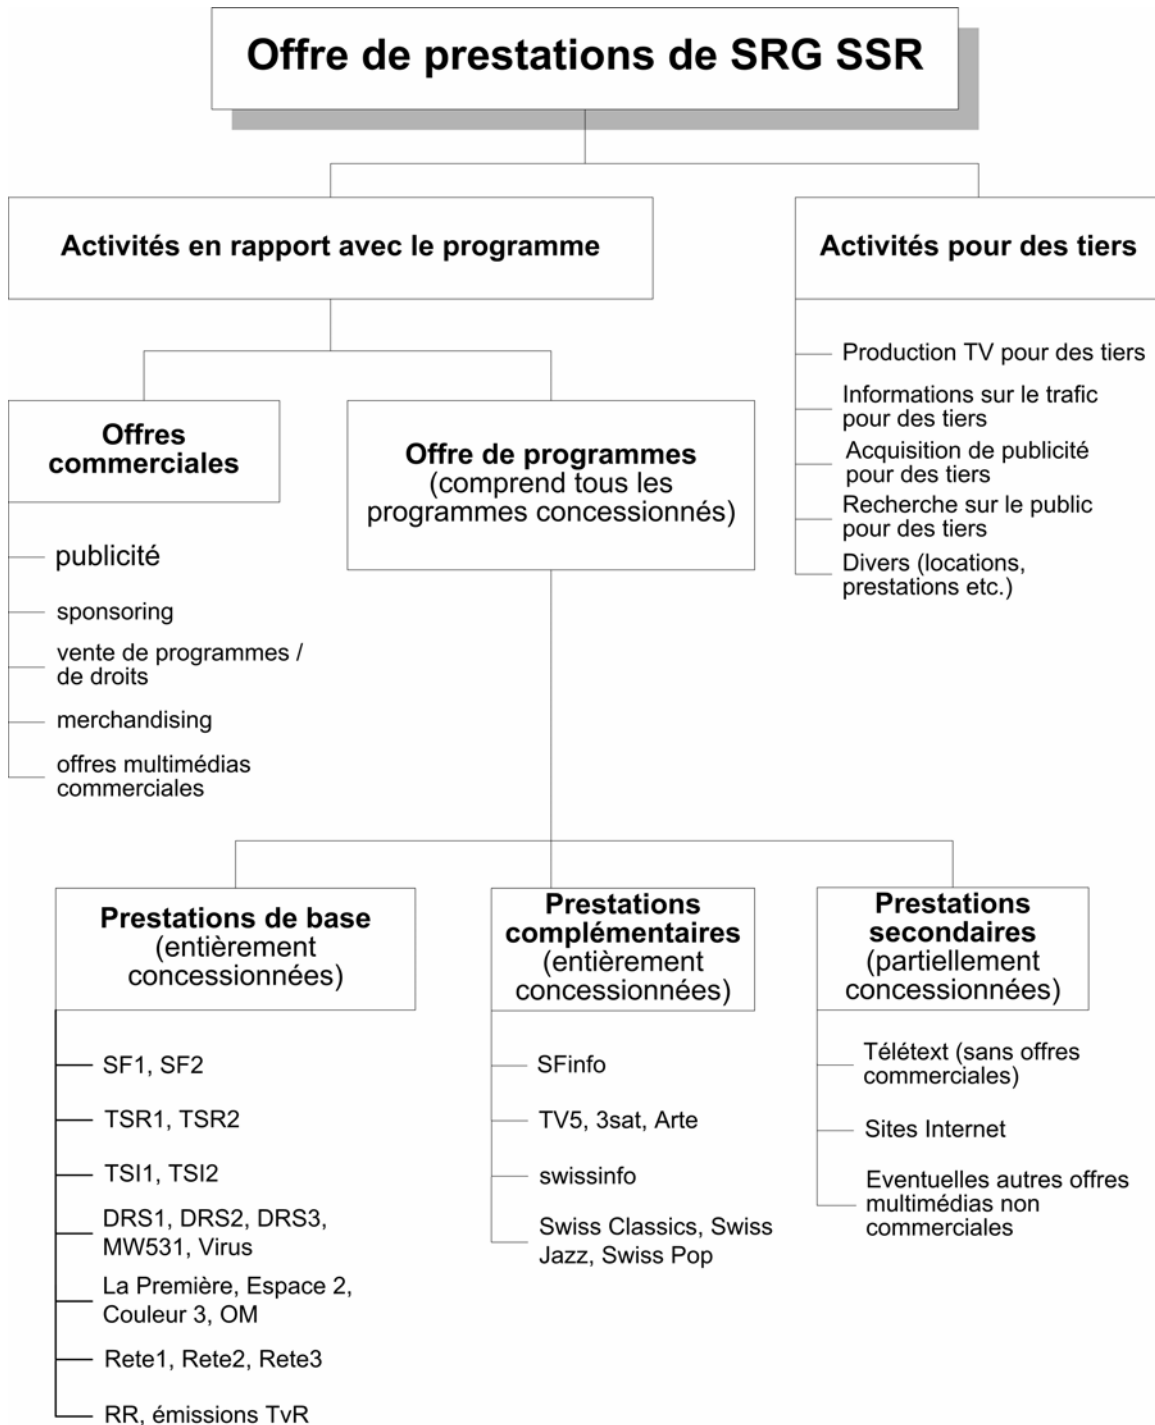 Offre de prestations de SRG SSR
Activités en rapport avec le programme
Activités pour des tiers
Production TV pour des tiers
Informations sur le trafic
pour des tiers
Acquisition de publicité
pour des tiers
Recherche sur le public
pour des tiers
Divers (locations,
prestations etc.)
Offres
commerciales
publicité
sponsoring
vente de programmes /
de droits
merchandising
offres multimédias
commerciales
Offre de programmes
(comprend tous les
programmes concessionnés)
Prestations de base
(entièrement
concessionnées)
SF1, SF2
TSR1, TSR2
TSI1, TSI2
DRS1, DRS2, DRS3,
MW531, Virus
La Première, Espace 2,
Couleur 3, OM
Rete1, Rete2, Rete3
RR, émissions TvR
Prestations
complémentaires
(entièrement
concessionnées)
SFinfo
TV5, 3sat, Arte
swissinfo
Swiss Classics, Swiss
Jazz, Swiss Pop
Prestations
secondaires
(partiellement
concessionnées)
Télétext (sans offres
commerciales)
Sites Internet
Eventuelles autres offres
multimédias non
commerciales